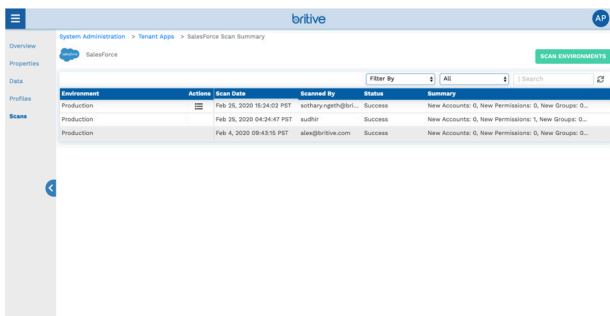 britive
AP
System Administration > Tenant Apps > SalesForce Scan Summary
Overview
SalesForce
Properties
SCAN ENVIRONMENTS
Data
Filter By All Search
Profiles
Environment Actions Scan Date Scanned By Status Summary
Production Feb 25, 2020 15:24:02 PST sothary.ngeth@bri... Success New Accounts: 0, New Permissions: 0, New Groups: 0...
Scans
Production Feb 25, 2020 04:24:47 PST sudhir Success New Accounts: 0, New Permissions: 1, New Groups: 0...
Production Feb 4, 2020 09:43:15 PST alex@britive.com Success New Accounts: 0, New Permissions: 0, New Groups: 0...